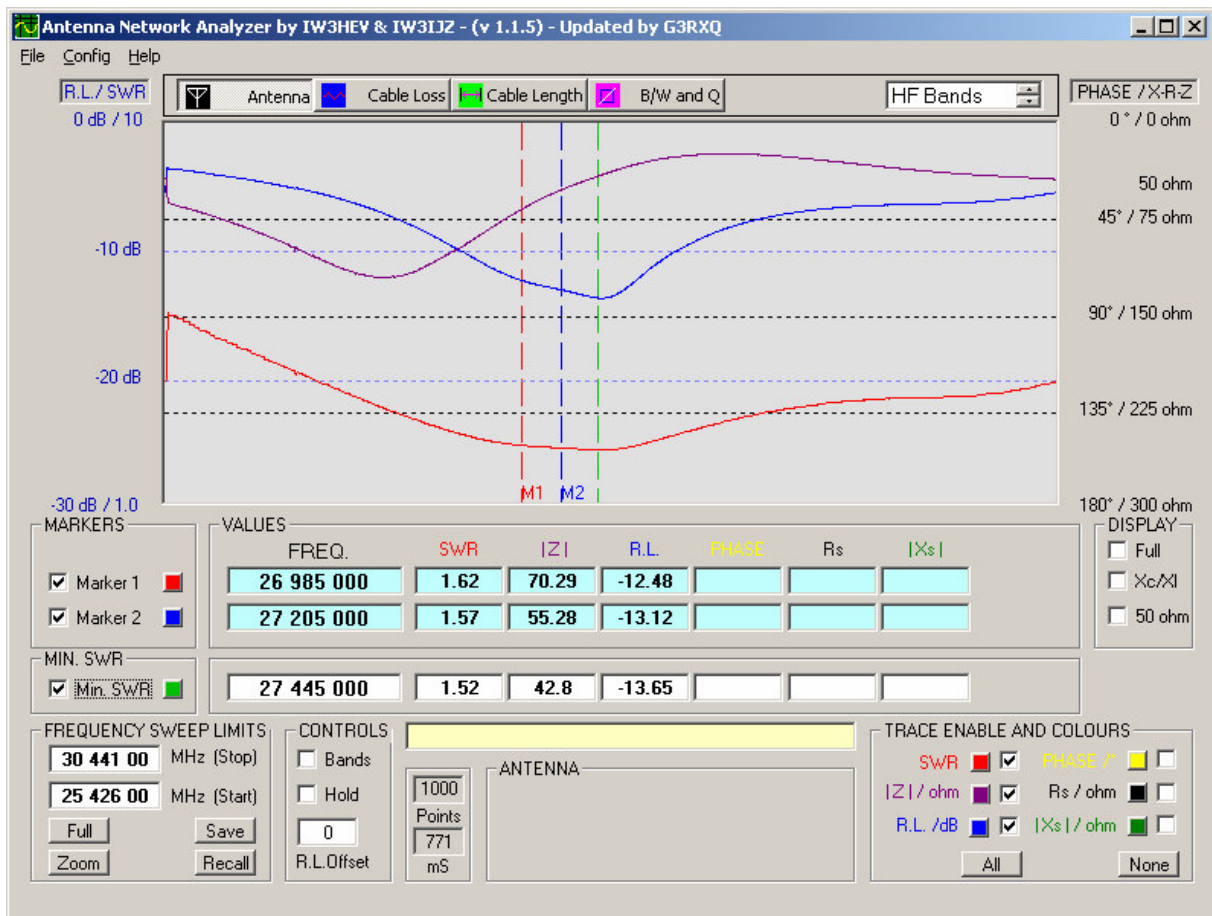 Antenna Network Analyzer by IW3HEV & IW3IJZ - (v 1.1.5) - Updated by G3RXQ
File Config Help
R.L./ SWR
Antenna Cable Loss Cable Length B/W and Q
HF Bands
PHASE / X-R-Z
0 dB / 10
0 ° / 0 ohm
50 ohm
45° / 75 ohm
-10 dB
90° / 150 ohm
-20 dB
135° / 225 ohm
M1 M2
-30 dB / 1.0
180° / 300 ohm
MARKERS
VALUES
DISPLAY
FREQ. SWR |Z| R.L. PHASE Rs |Xs|
Full
Marker 1
26 985 000 1.62 70.29 -12.48
Xc/Xl
Marker 2
27 205 000 1.57 55.28 -13.12
50 ohm
MIN. SWR
Min. SWR
27 445 000 1.52 42.8 -13.65
FREQUENCY SWEEP LIMITS
30 441 00 MHz (Stop)
25 426 00 MHz (Start)
Full Save
Zoom Recall
CONTROLS
Bands
Hold
0
R.L.Offset
1000
Points
771
mS
ANTENNA
TRACE ENABLE AND COLOURS
SWR PHASE /°
|Z| / ohm Rs / ohm
R.L. /dB |Xs| / ohm
All None